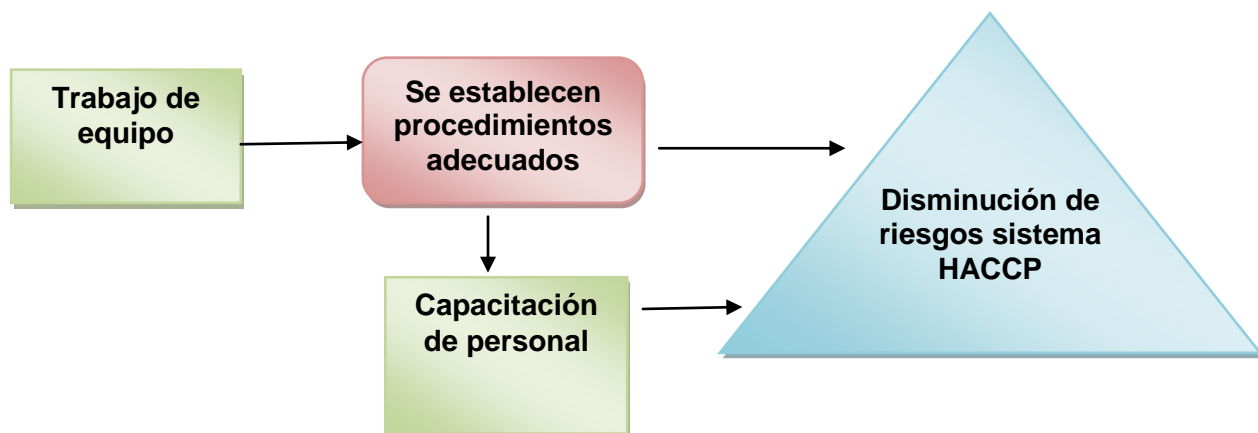 Trabajo de
equipo
Se establecen
procedimientos
adecuados
Capacitación
de personal
Disminución de
riesgos sistema
HACCP